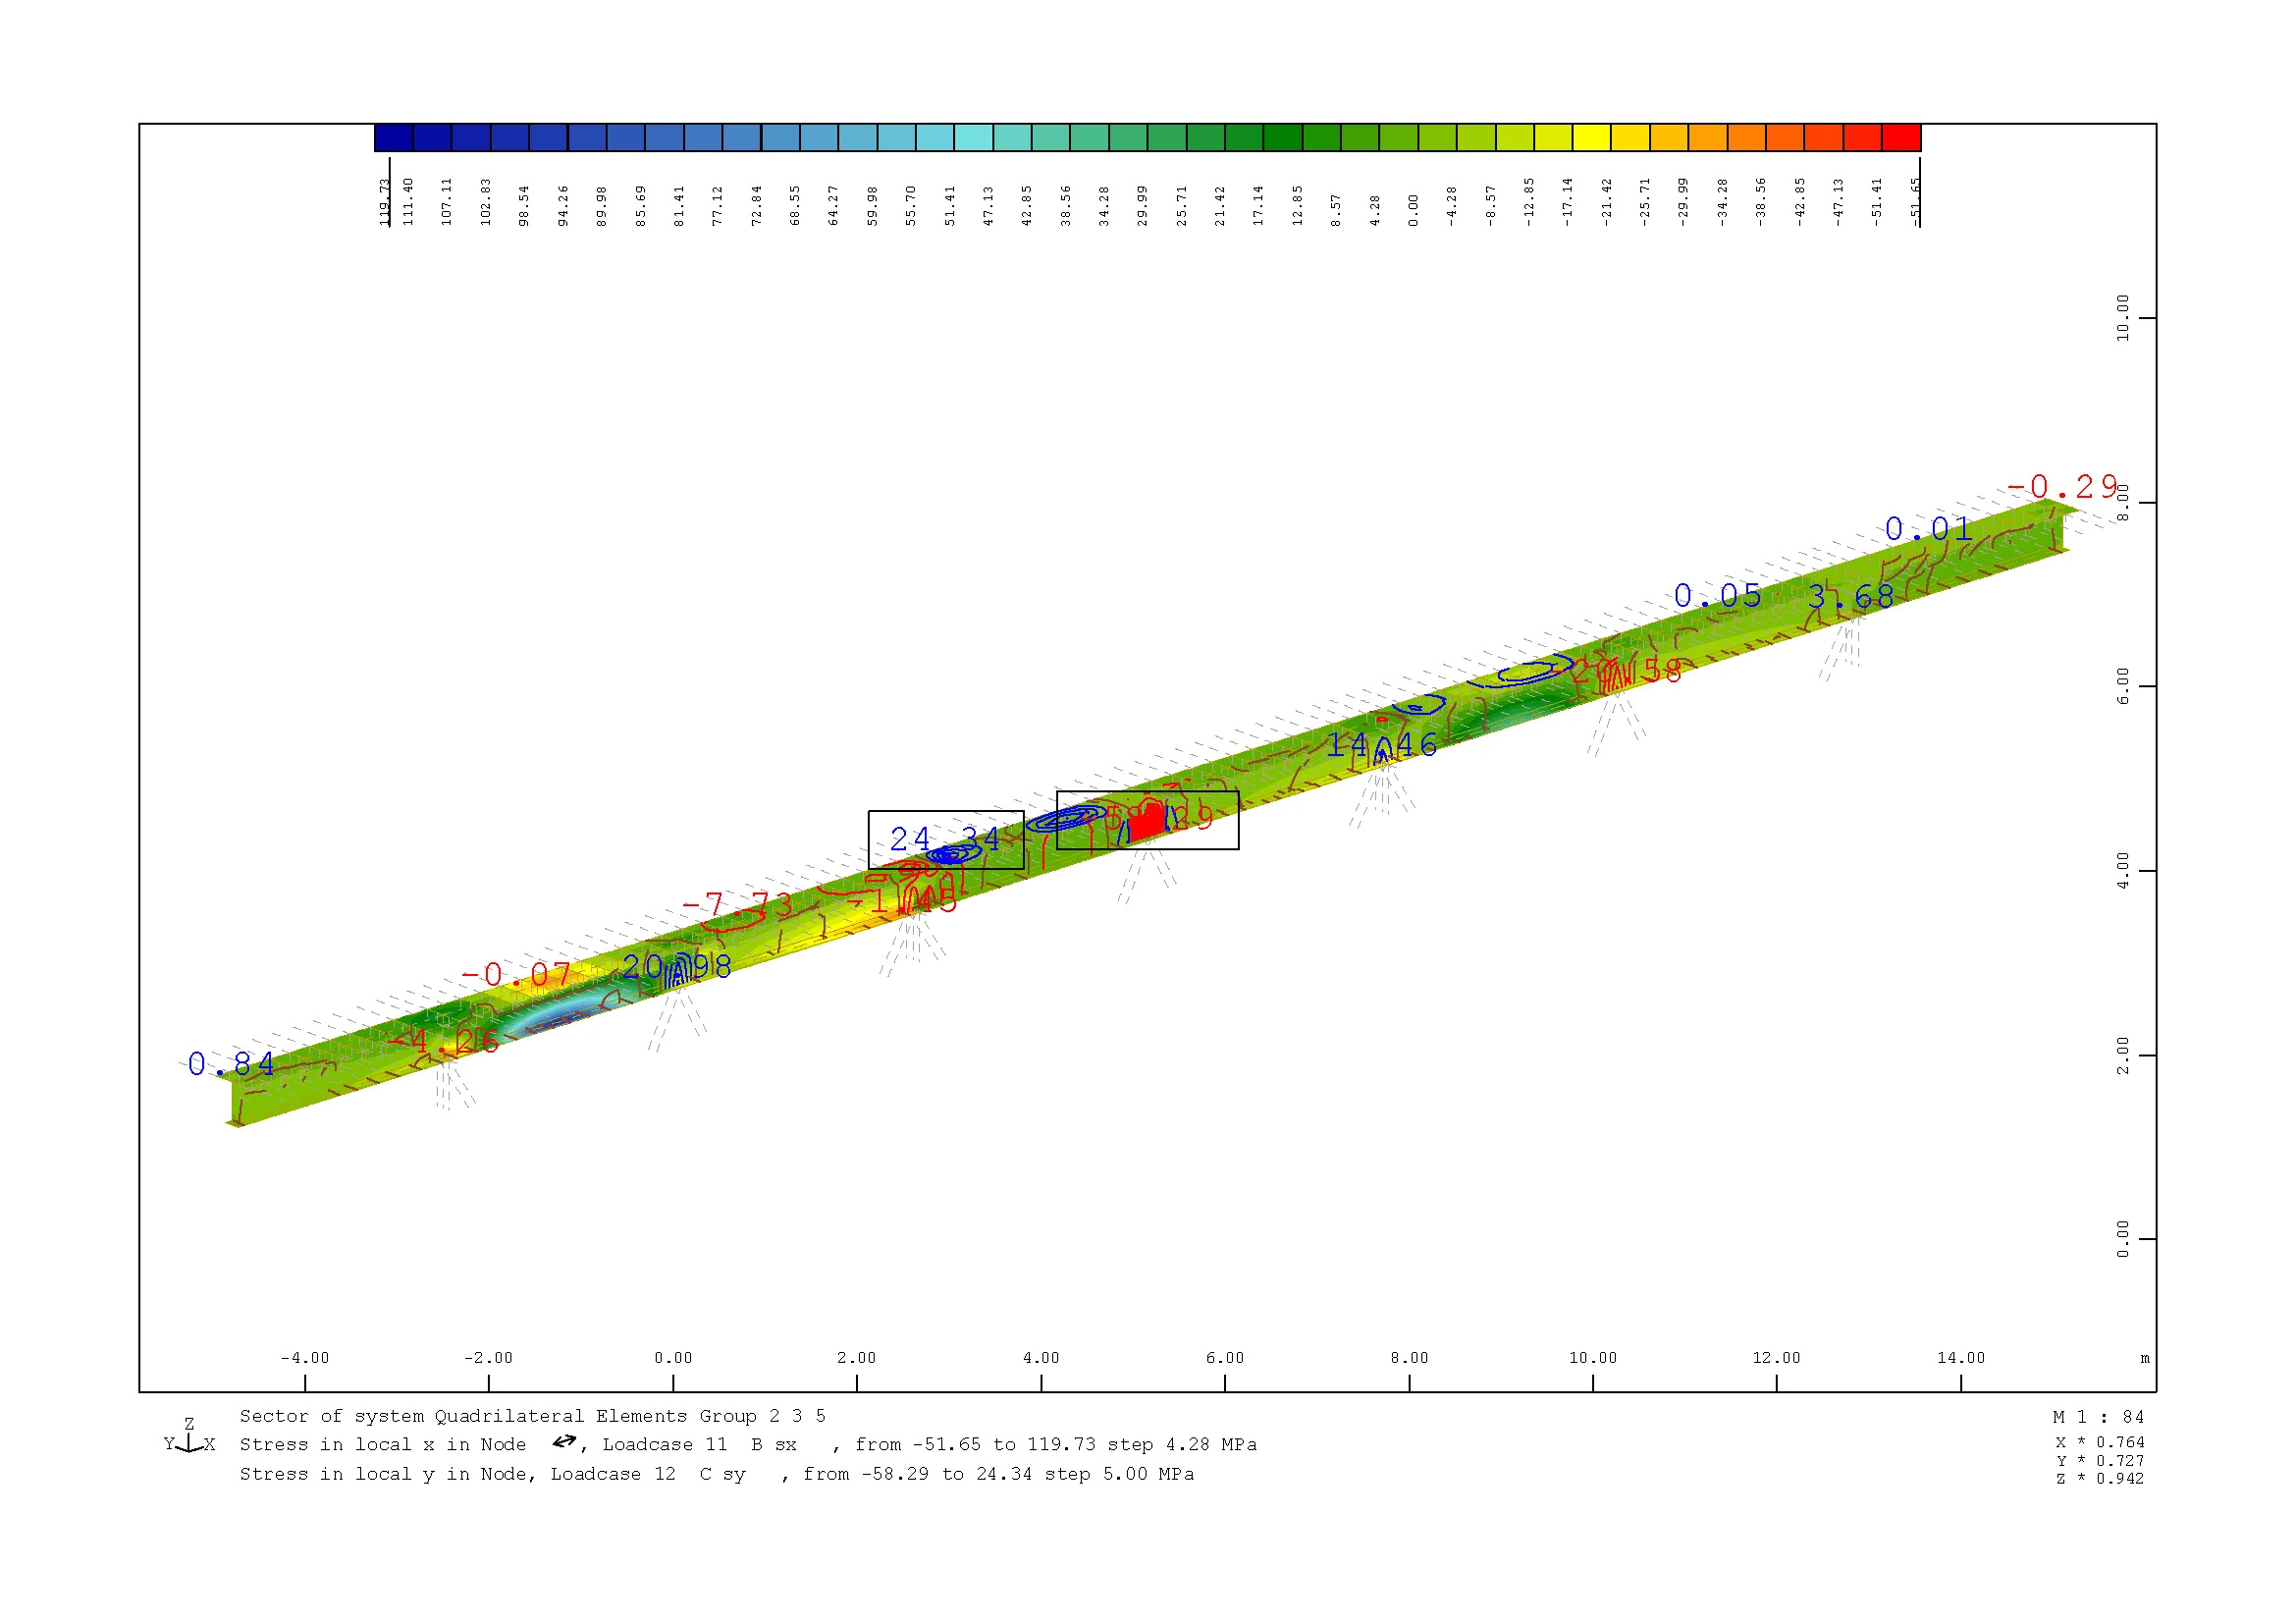 119.73 111.40 107.11 102.83 98.54 94.26 89.98 85.69 81.41 77.12 72.84 68.55 64.27 59.98 55.70 51.41 47.13 42.85 38.56 34.28 29.99 25.71 21.42 17.14 12.85 8.57 4.28 0.00 -4.28 -8.57 -12.85 -17.14 -21.42 -25.71 -29.99 -34.28 -38.56 -42.85 -47.13 -51.41 -51.65
10.00
-0.29
8.00
0.01
0.05 3.68
6.00
14.46
24.34
4.00
-7.73
20.98
-0.07
-4.26
0.84
2.00
0.00
-4.00 -2.00 0.00 2.00 4.00 6.00 8.00 10.00 12.00 14.00 m
Z
Y X
Sector of system Quadrilateral Elements Group 2 3 5
Stress in local x in Node , Loadcase 11 B sx , from -51.65 to 119.73 step 4.28 MPa
Stress in local y in Node, Loadcase 12 C sy , from -58.29 to 24.34 step 5.00 MPa
M 1 : 84
X * 0.764
Y * 0.727
Z * 0.942